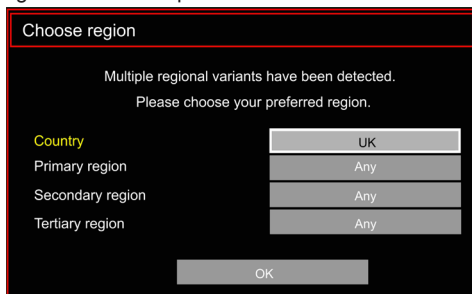 Choose region
Multiple regional variants have been detected.
Please choose your preferred region.
Country UK
Primary region Any
Secondary region Any
Tertiary region Any
OK